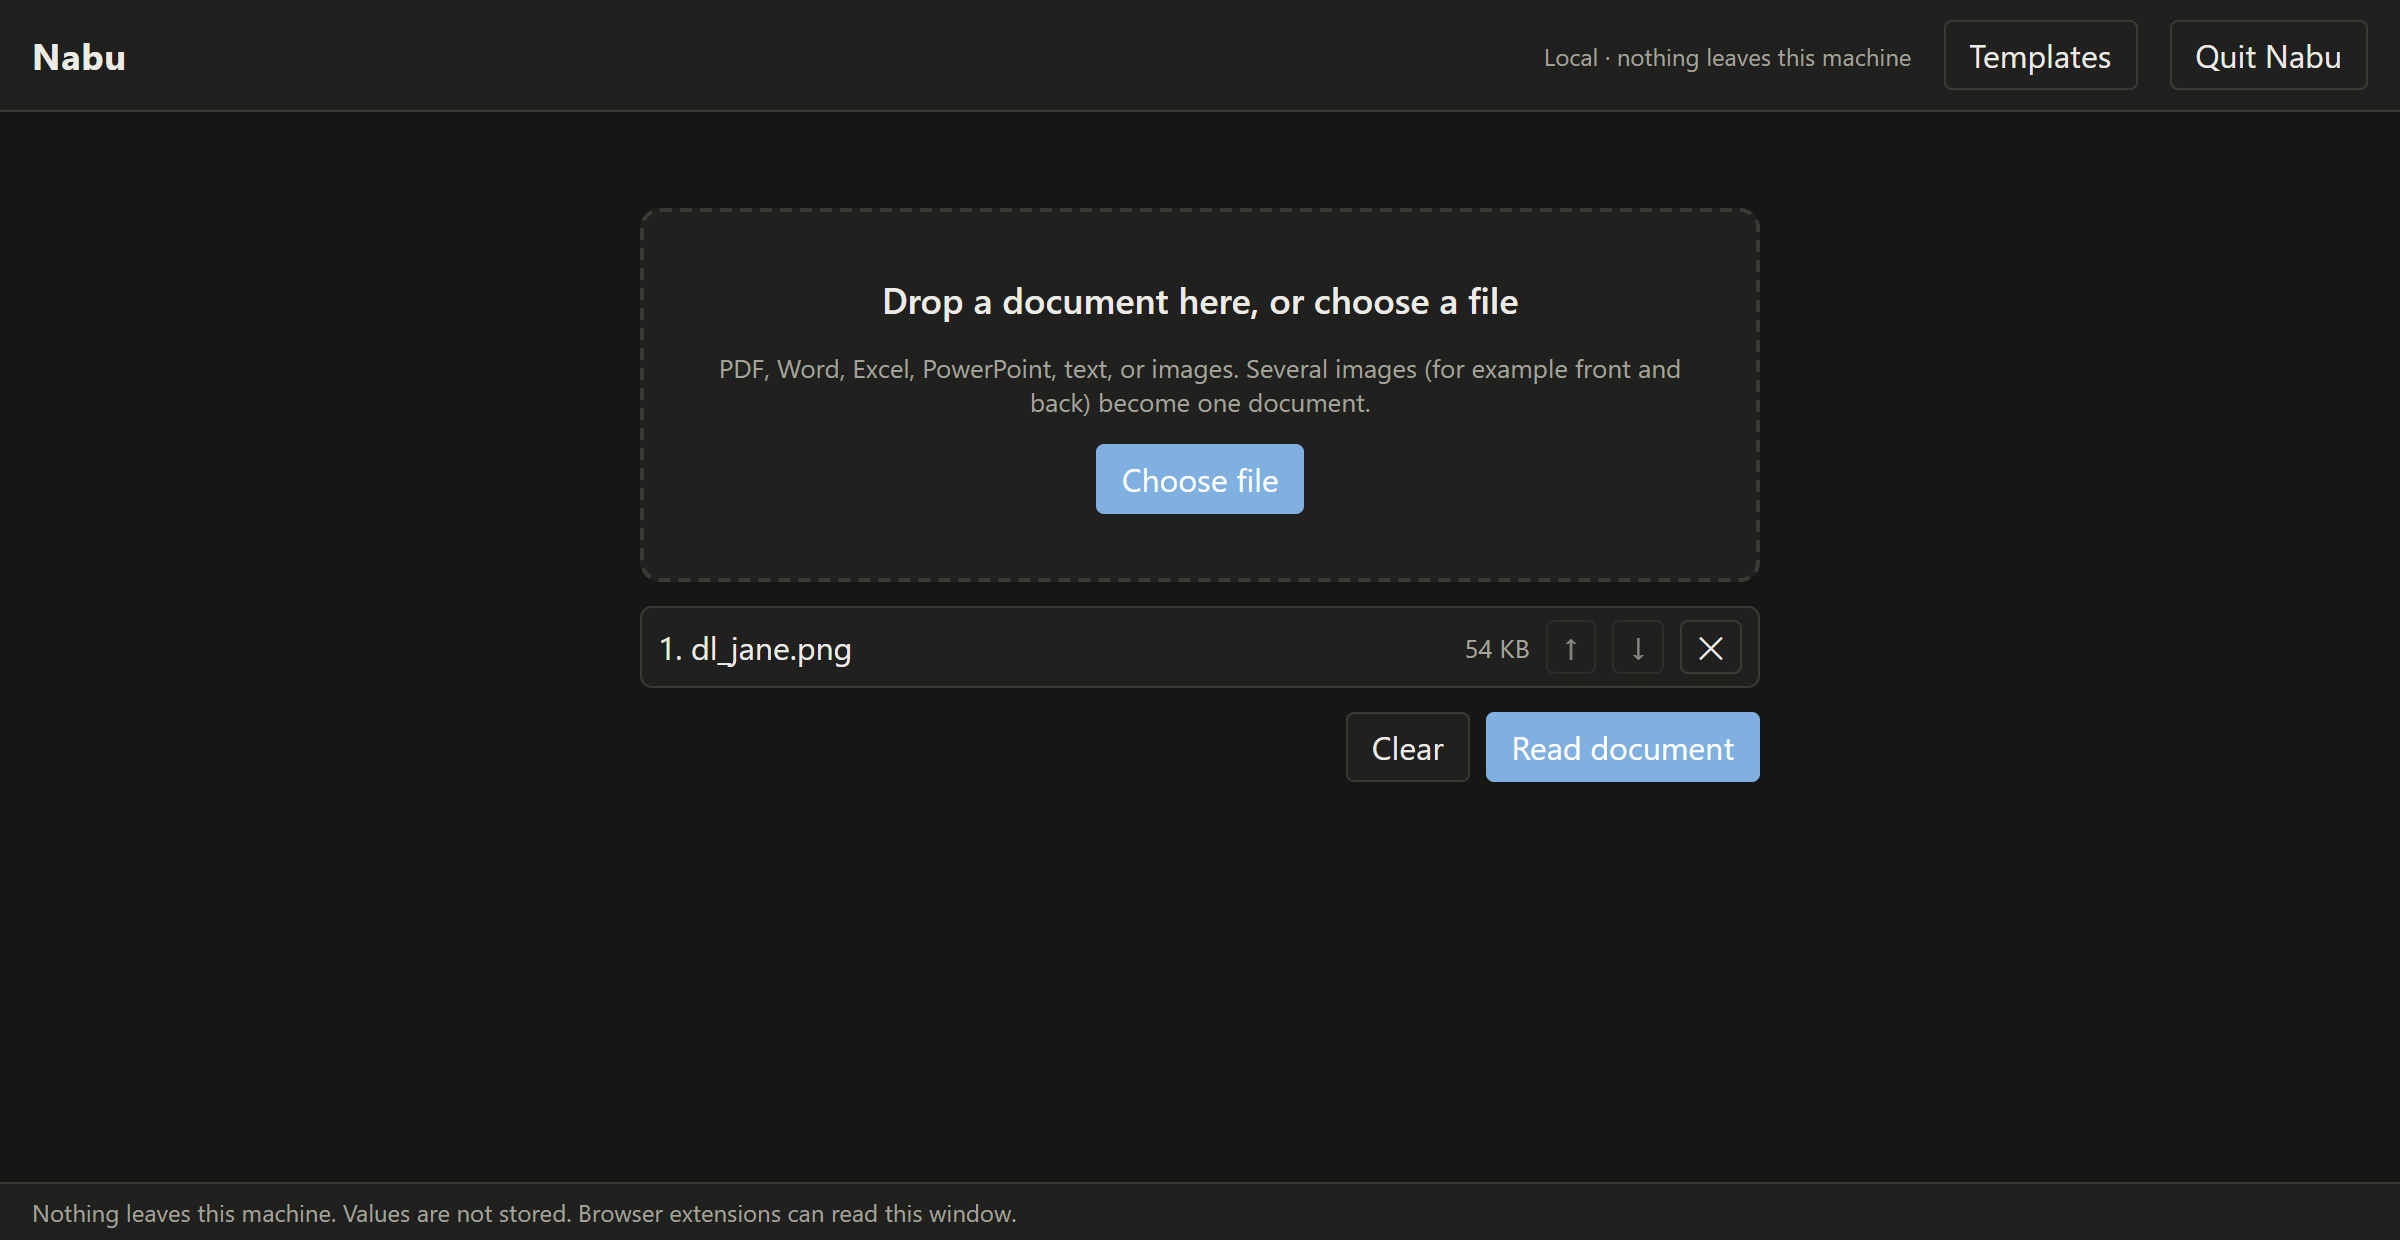 Nabu
Local · nothing leaves this machine
Templates
Quit Nabu
Drop a document here, or choose a file
PDF, Word, Excel, PowerPoint, text, or images. Several images (for example front and
back) become one document.
Choose file
1. dl_jane.png
54 KB
↑
↓
✕
Clear
Read document
Nothing leaves this machine. Values are not stored. Browser extensions can read this window.